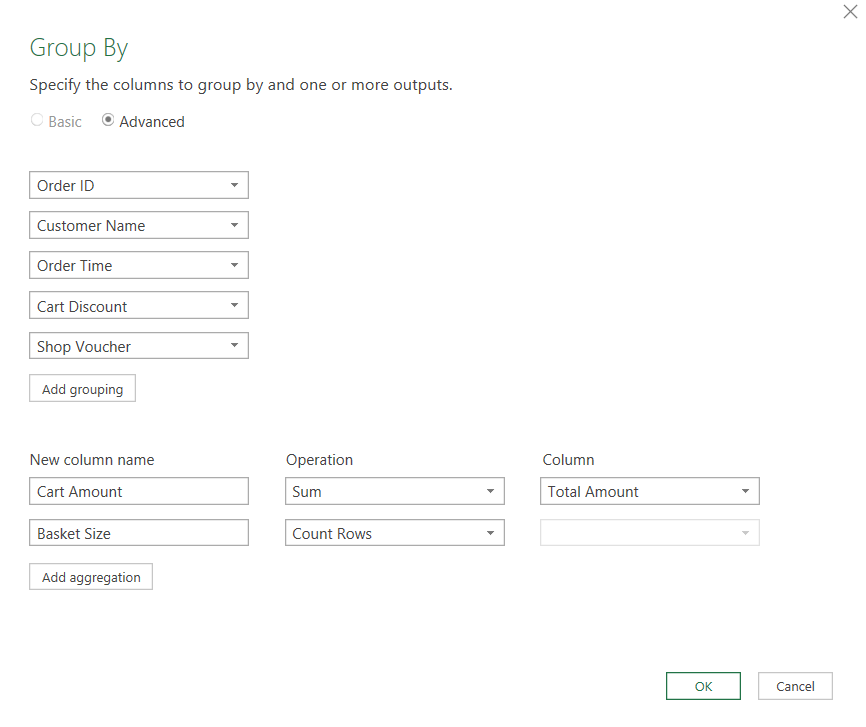 Group By
Specify the columns to group by and one or more outputs.
Basic Advanced
Order ID
Customer Name
Order Time
Cart Discount
Shop Voucher
Add grouping
New column name Operation Column
Cart Amount Sum Total Amount
Basket Size Count Rows
Add aggregation
OK Cancel